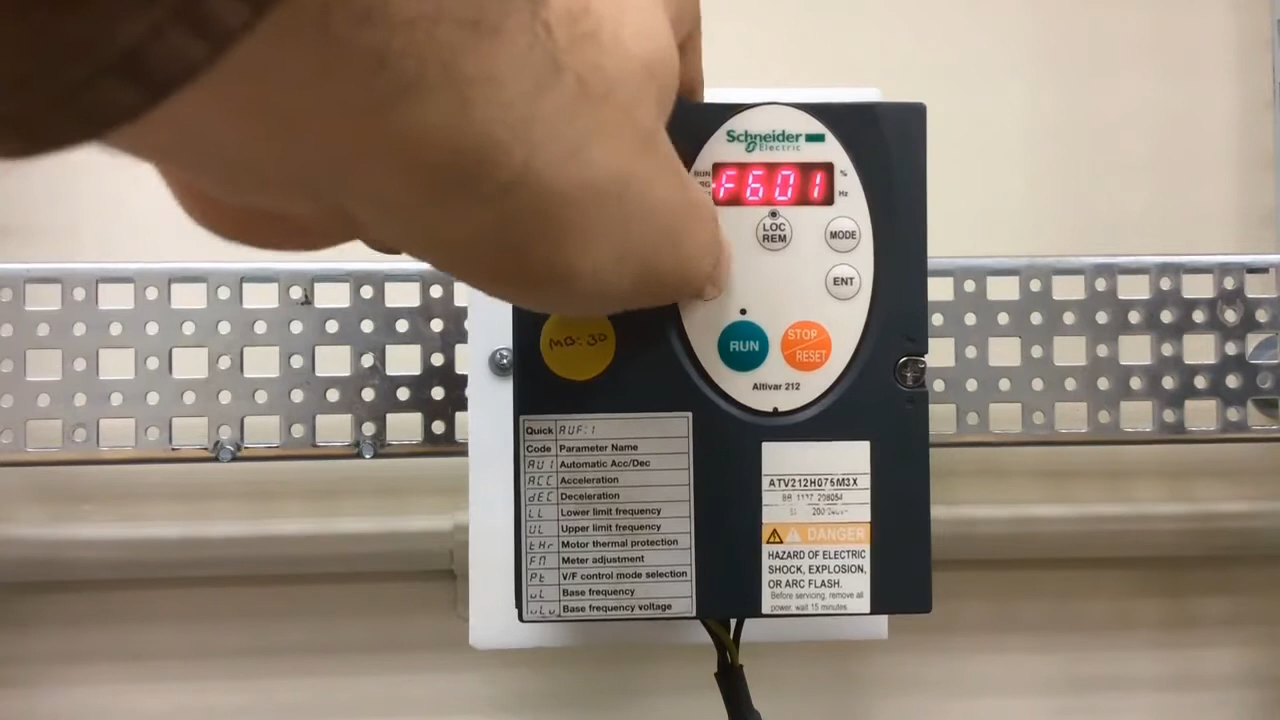 Schneider
Electric
RUN
%
F601
Hz
LOC
REM
MODE
ENT
RUN
STOP
RESET
Altivar 212
MD:30
Quick AUF:1
Code Parameter Name
AU1 Automatic Acc/Dec
ACC Acceleration
dEC Deceleration
LL Lower limit frequency
UL Upper limit frequency
tHr Motor thermal protection
FM Meter adjustment
Pt V/F control mode selection
uL Base frequency
uLu Base frequency voltage
ATV212H075M3X
DANGER
HAZARD OF ELECTRIC
SHOCK, EXPLOSION,
OR ARC FLASH.
Before servicing, remove all
power, wait 15 minutes.